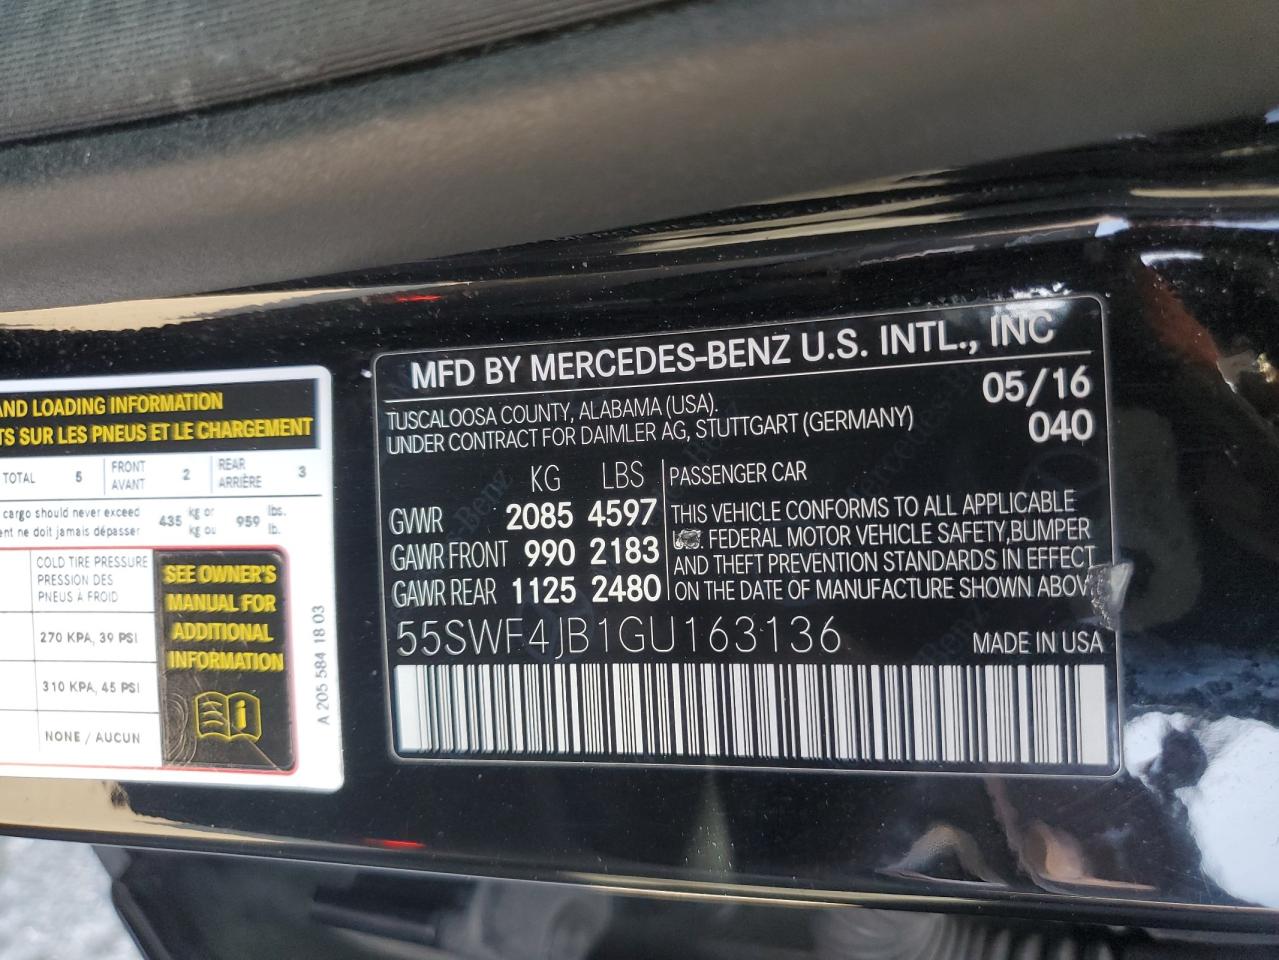 AND LOADING INFORMATION
TS SUR LES PNEUS ET LE CHARGEMENT
TOTAL 5 FRONT AVANT 2 REAR ARRIÈRE 3
cargo should never exceed
ent ne doit jamais dépasser
435 kg or kg ou 959 lbs. lb.
COLD TIRE PRESSURE
PRESSION DES
PNEUS À FROID
270 KPA, 39 PSI
310 KPA, 45 PSI
NONE / AUCUN
SEE OWNER'S
MANUAL FOR
ADDITIONAL
INFORMATION
i
A 205 584 18 03
MFD BY MERCEDES-BENZ U.S. INTL., INC
TUSCALOOSA COUNTY, ALABAMA (USA). 05/16
UNDER CONTRACT FOR DAIMLER AG, STUTTGART (GERMANY) 040
KG LBS
GVWR 2085 4597
GAWR FRONT 990 2183
GAWR REAR 1125 2480
PASSENGER CAR
THIS VEHICLE CONFORMS TO ALL APPLICABLE
FEDERAL MOTOR VEHICLE SAFETY,BUMPER
AND THEFT PREVENTION STANDARDS IN EFFECT
ON THE DATE OF MANUFACTURE SHOWN ABOV
55SWF4JB1GU163136 MADE IN USA